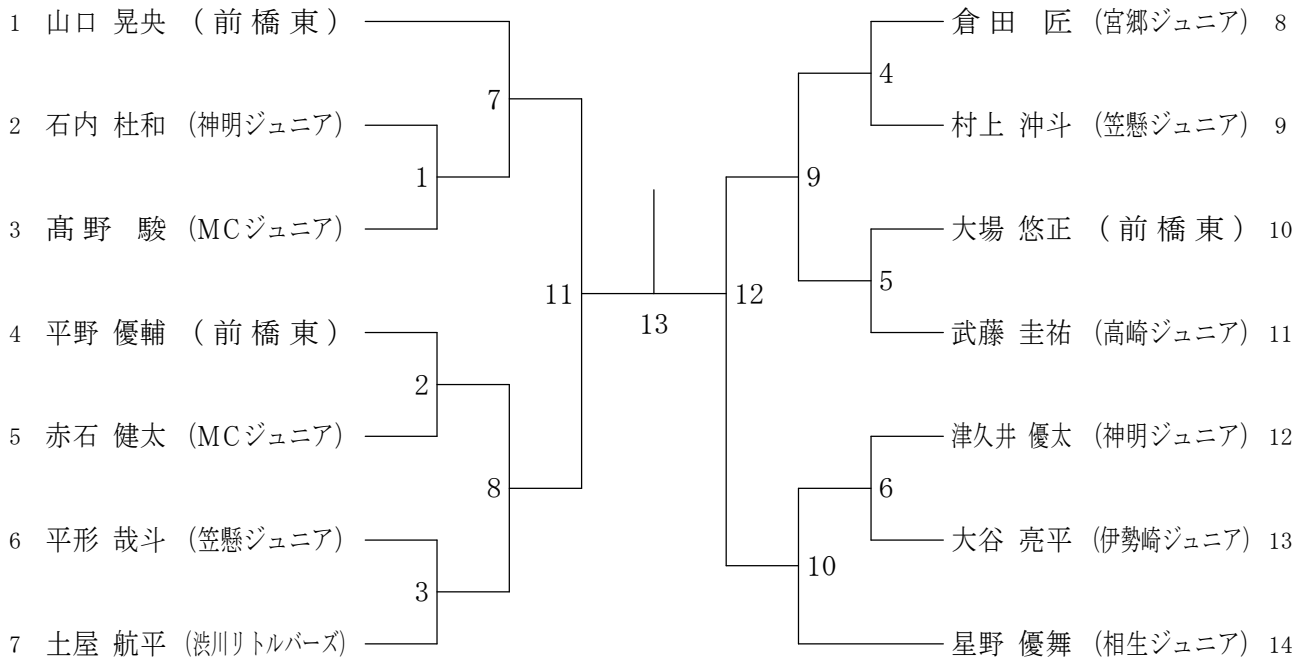 1 山口 晃央 (前橋東)
2 石内 杜和 (神明ジュニア)
3 髙野 駿 (MCジュニア)
4 平野 優輔 (前橋東)
5 赤石 健太 (MCジュニア)
6 平形 哉斗 (笠懸ジュニア)
7 土屋 航平 (渋川リトルバーズ)
7
1
11
2
8
3
13
4
9
12
5
6
10
倉田 匠 (宮郷ジュニア) 8
村上 沖斗 (笠懸ジュニア) 9
大場 悠正 (前橋東) 10
武藤 圭祐 (高崎ジュニア) 11
津久井 優太 (神明ジュニア) 12
大谷 亮平 (伊勢崎ジュニア) 13
星野 優舞 (相生ジュニア) 14